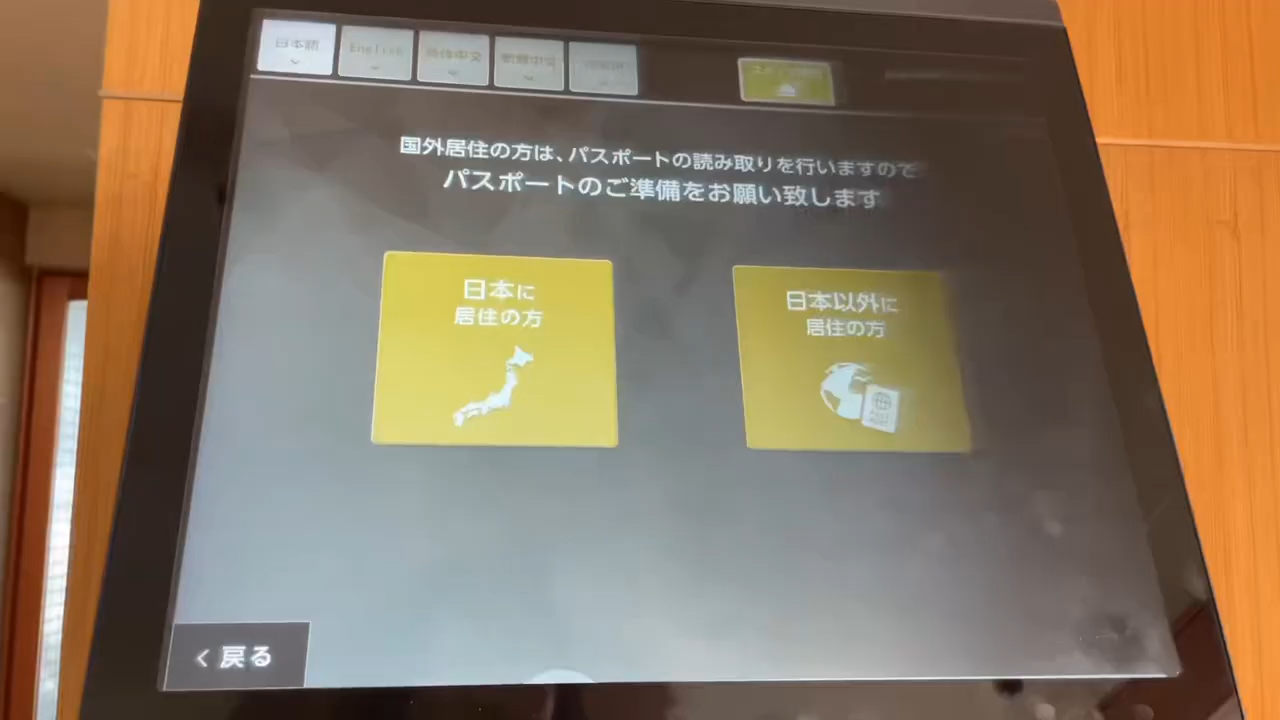 日本語
English
簡体中文
繁體中文
国外居住の方は、パスポートの読み取りを行いますので
パスポートのご準備をお願い致します
日本に
居住の方
日本以外に
居住の方
戻る